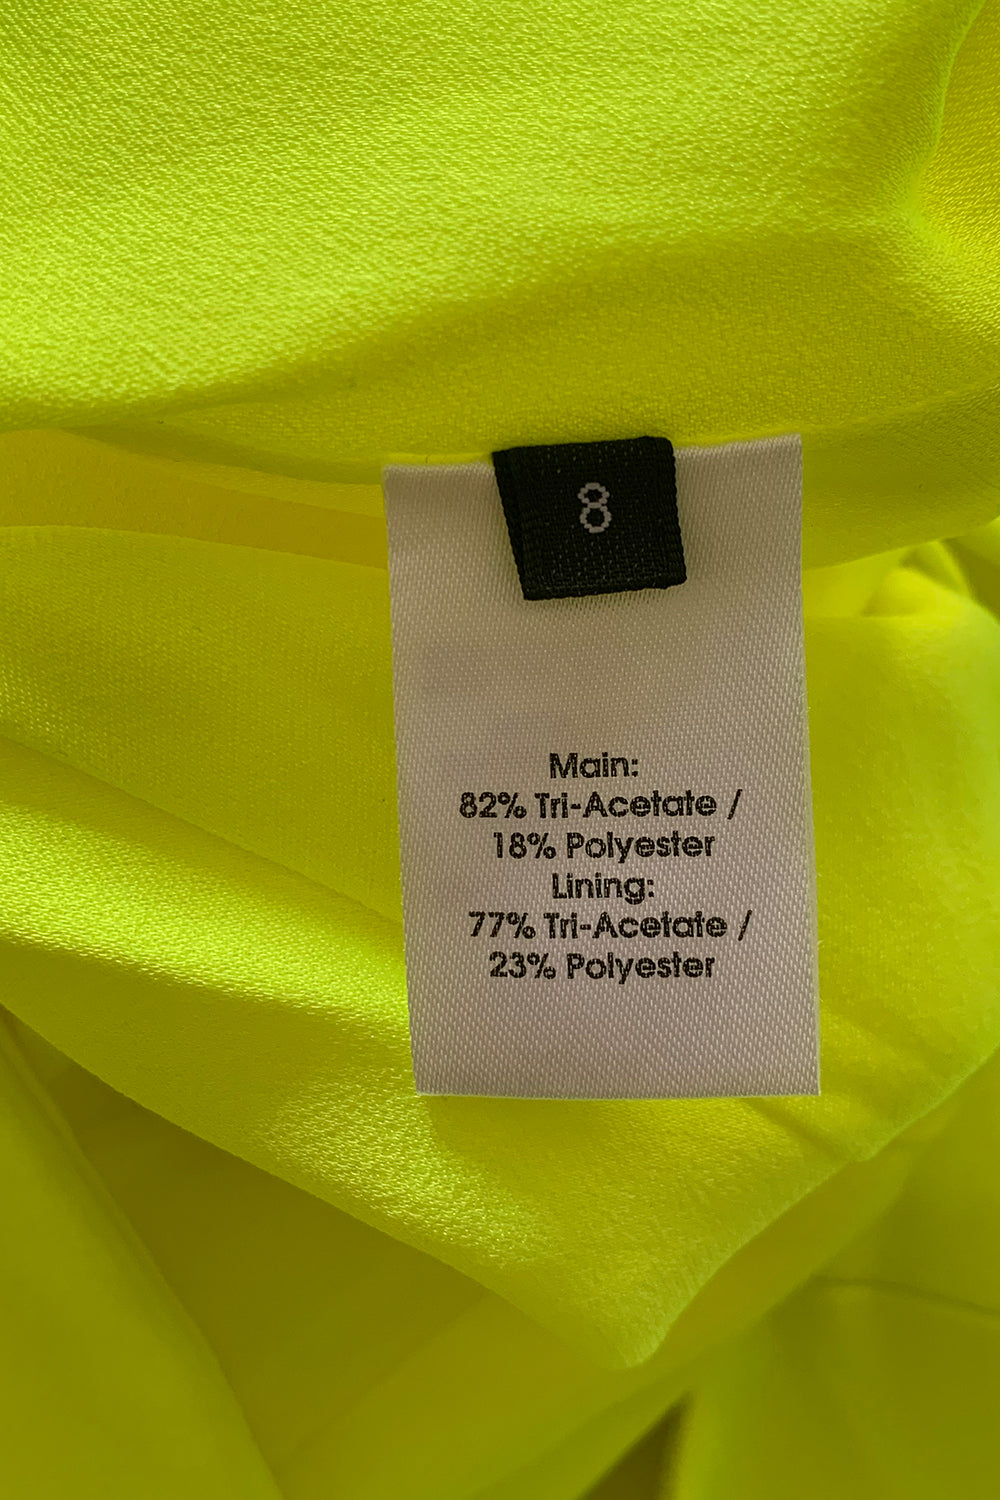 8
Main:
82% Tri-Acetate /
18% Polyester
Lining:
77% Tri-Acetate /
23% Polyester